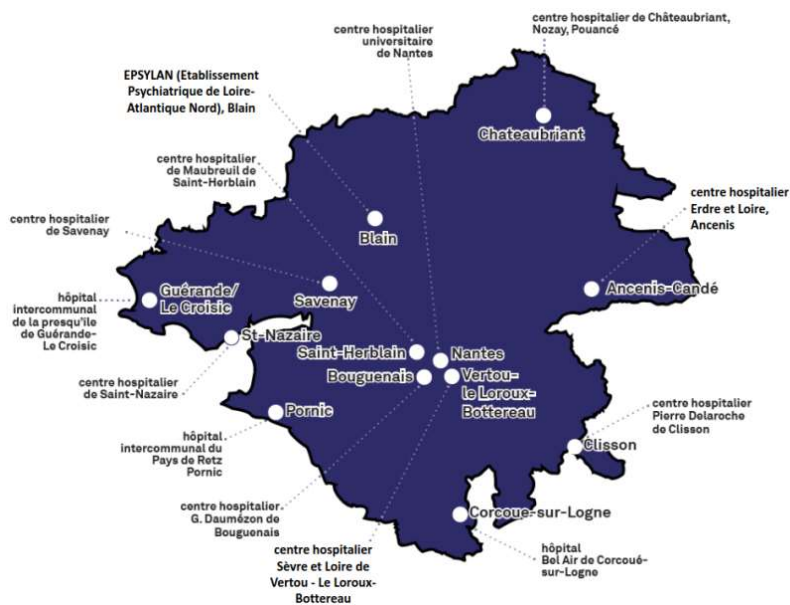 centre hospitalier
universitaire
de Nantes
centre hospitalier de Châteaubriant,
Nozay, Pouancé
EPSYLAN (Etablissement
Psychiatrique de Loire-
Atlantique Nord), Blain
Chateaubriant
centre hospitalier
de Maubreuil de
Saint-Herblain
centre hospitalier
Erdre et Loire,
Ancenis
centre hospitalier
de Savenay
Blain
Guérande/
Le Croisic
Savenay
Ancenis-Candé
hôpital
intercommunal
de la presqu'île
de Guérande-
Le Croisic
St-Nazaire
Saint-Herblain
Nantes
Bouguenais
Vertou-
le Loroux-
Bottereau
centre hospitalier
de Saint-Nazaire
Pornic
centre hospitalier
Pierre Delaroche
de Clisson
hôpital
intercommunal du
Pays de Retz
Pornic
Clisson
centre hospitalier
G. Daumézon de
Bouguenais
Corcoué-sur-Logne
centre hospitalier
Sèvre et Loire de
Vertou - Le Loroux-
Bottereau
hôpital
Bel Air de Corcoué-
sur-Logne